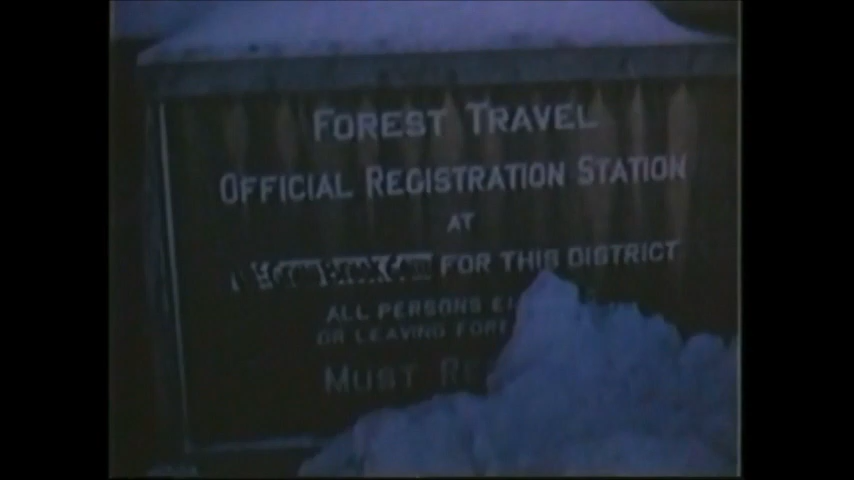 FOREST TRAVEL
OFFICIAL REGISTRATION STATION
AT
FOR THIS DISTRICT
ALL PERSONS
OR LEAVING
MUST